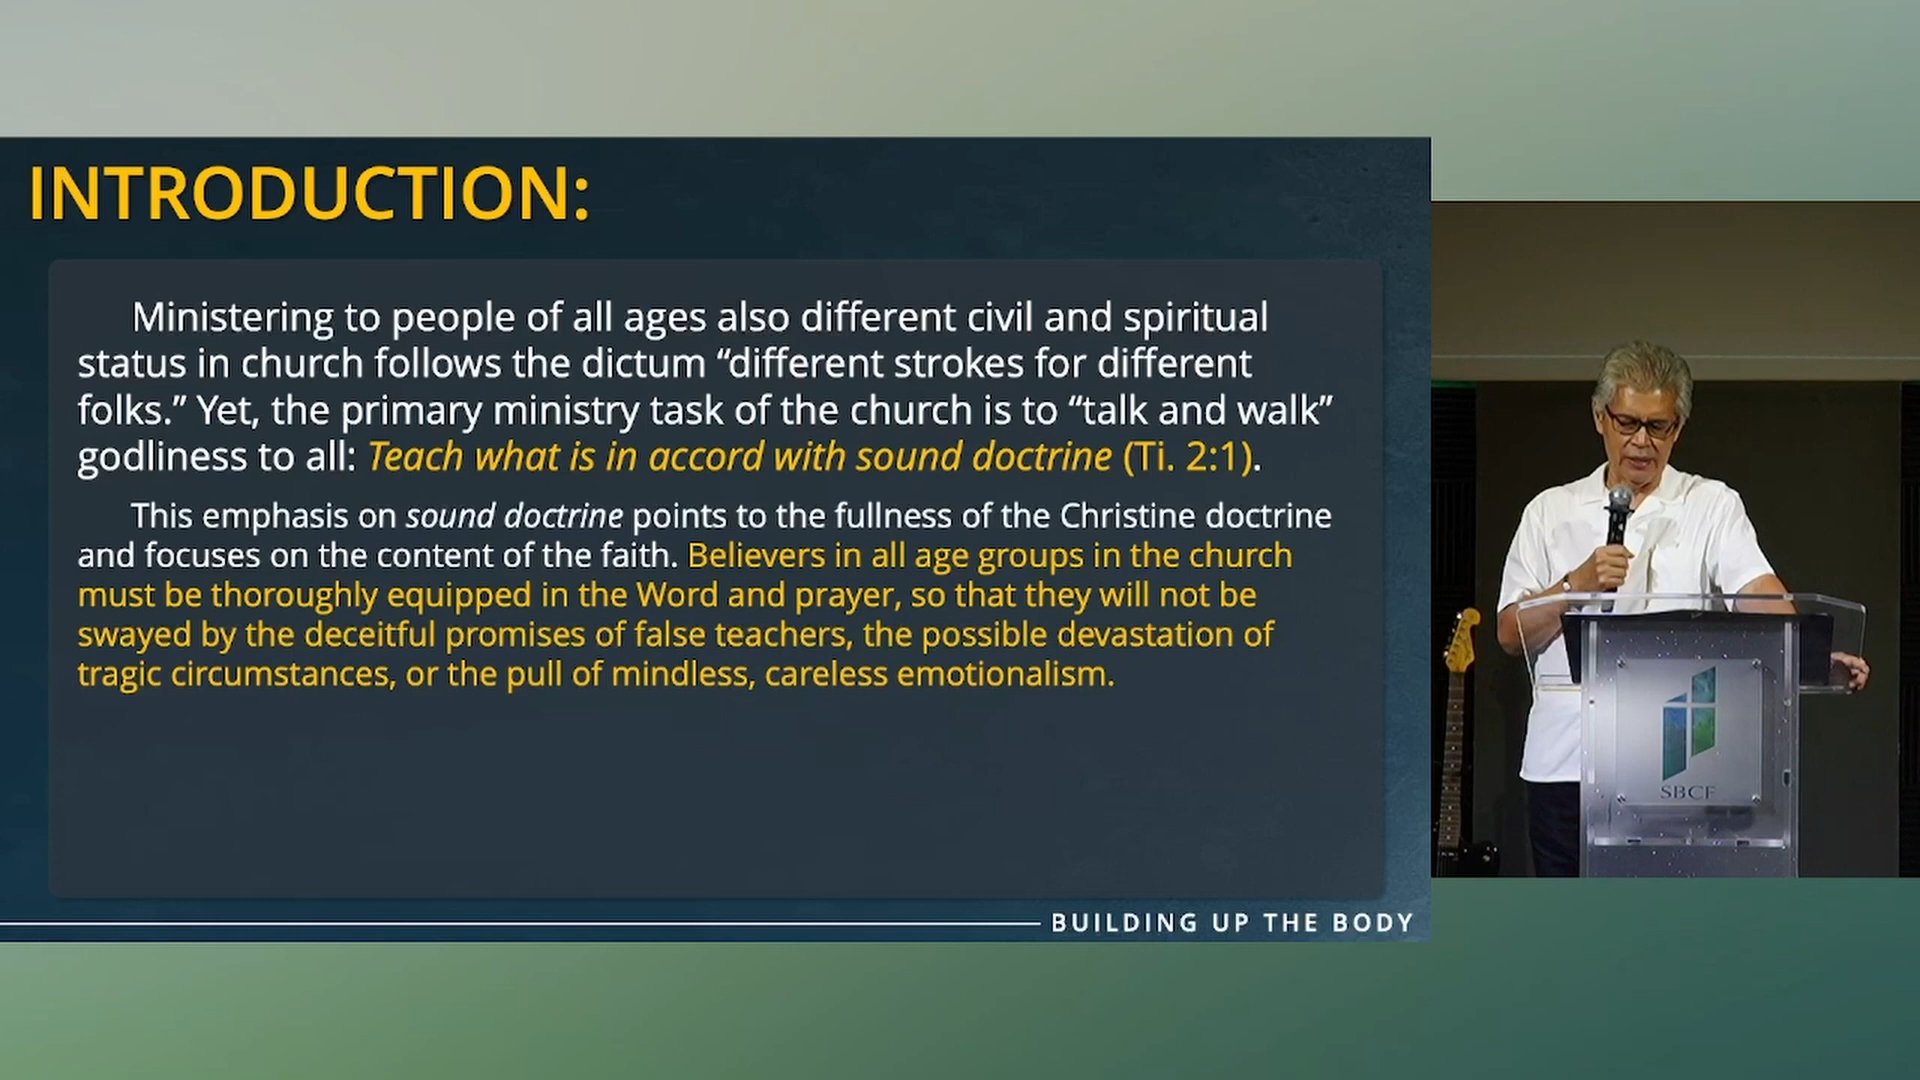 INTRODUCTION:
Ministering to people of all ages also different civil and spiritual
status in church follows the dictum “different strokes for different
folks.” Yet, the primary ministry task of the church is to “talk and walk”
godliness to all: Teach what is in accord with sound doctrine (Ti. 2:1).
This emphasis on sound doctrine points to the fullness of the Christine doctrine
and focuses on the content of the faith. Believers in all age groups in the church
must be thoroughly equipped in the Word and prayer, so that they will not be
swayed by the deceitful promises of false teachers, the possible devastation of
tragic circumstances, or the pull of mindless, careless emotionalism.
BUILDING UP THE BODY
SBCF